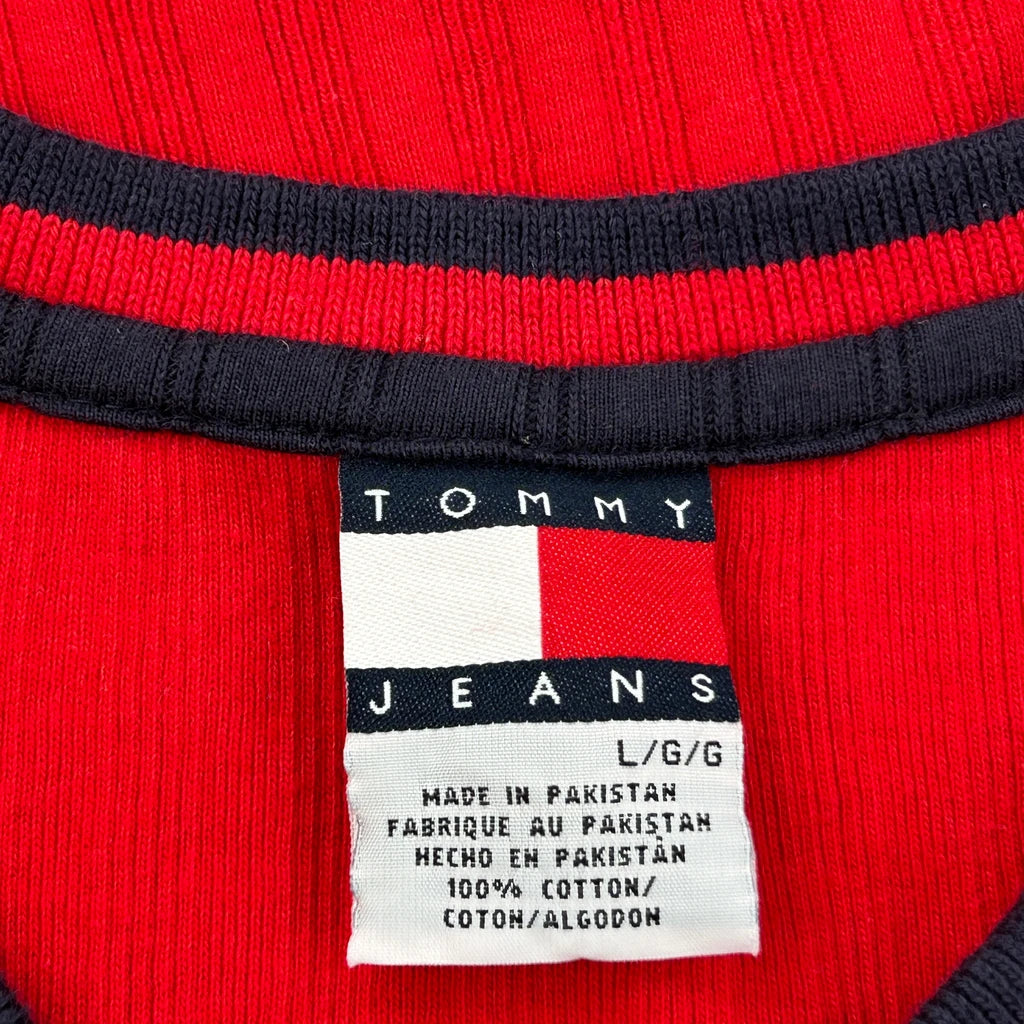 TOMMY
JEANS
L/G/G
MADE IN PAKISTAN
FABRIQUE AU PAKISTAN
HECHO EN PAKISTÁN
100% COTTON/
COTON/ALGODON